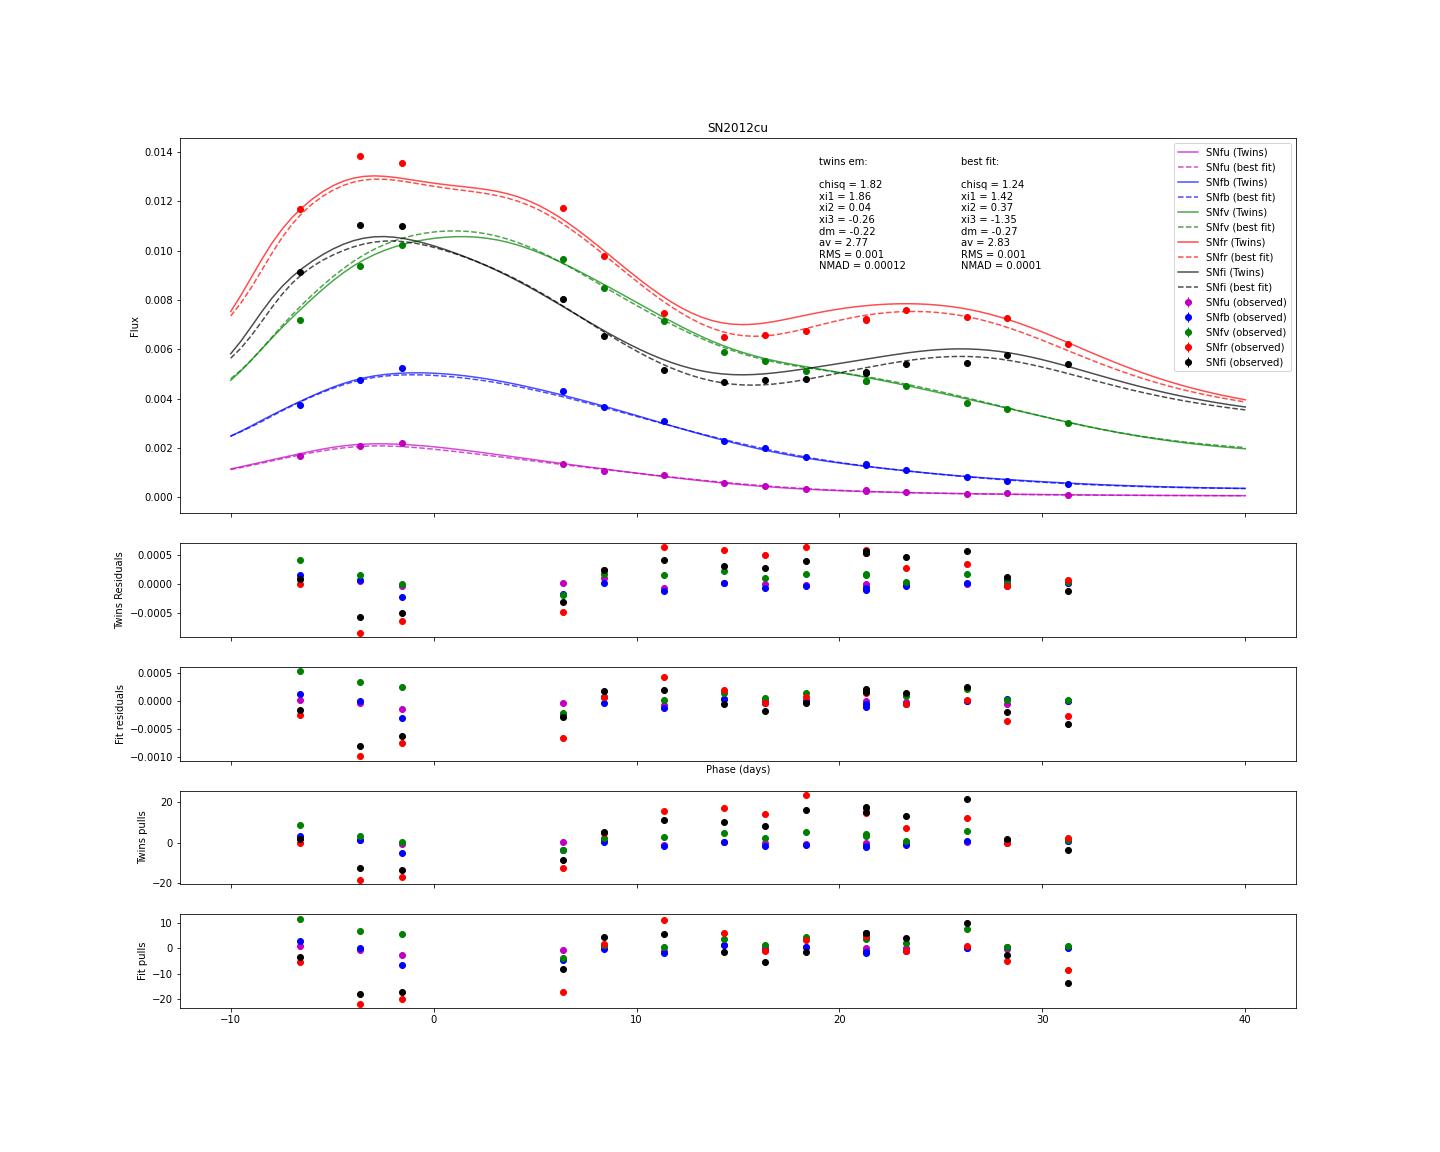 SN2012cu
Flux
0.014
0.012
0.010
0.008
0.006
0.004
0.002
0.000
twins em:
chisq = 1.82
xi1 = 1.86
xi2 = 0.04
xi3 = -0.26
dm = -0.22
av = 2.77
RMS = 0.001
NMAD = 0.00012
best fit:
chisq = 1.24
xi1 = 1.42
xi2 = 0.37
xi3 = -1.35
dm = -0.27
av = 2.83
RMS = 0.001
NMAD = 0.0001
SNfu (Twins)
SNfu (best fit)
SNfb (Twins)
SNfb (best fit)
SNfv (Twins)
SNfv (best fit)
SNfr (Twins)
SNfr (best fit)
SNfi (Twins)
SNfi (best fit)
SNfu (observed)
SNfb (observed)
SNfv (observed)
SNfr (observed)
SNfi (observed)
Twins Residuals
0.0005
0.0000
−0.0005
Fit residuals
0.0005
0.0000
−0.0005
−0.0010
Phase (days)
Twins pulls
20
0
−20
Fit pulls
10
0
−10
−20
−10
0
10
20
30
40